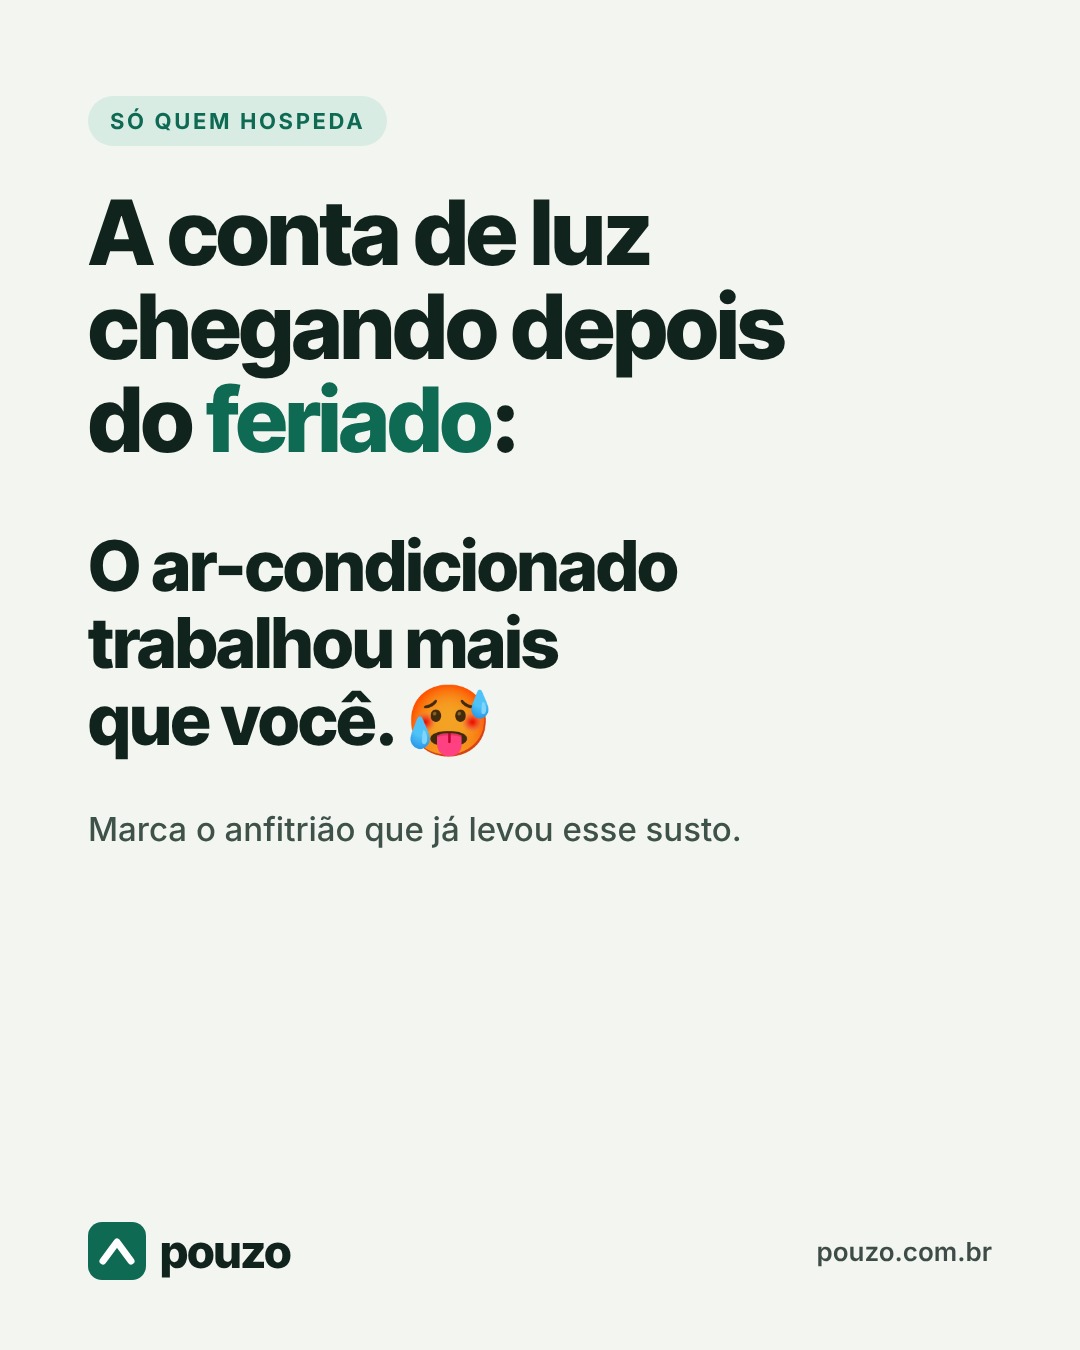 SÓ QUEM HOSPEDA
A conta de luz
chegando depois
do feriado:
O ar-condicionado
trabalhou mais
que você. 🥵
Marca o anfitrião que já levou esse susto.
pouzo
pouzo.com.br